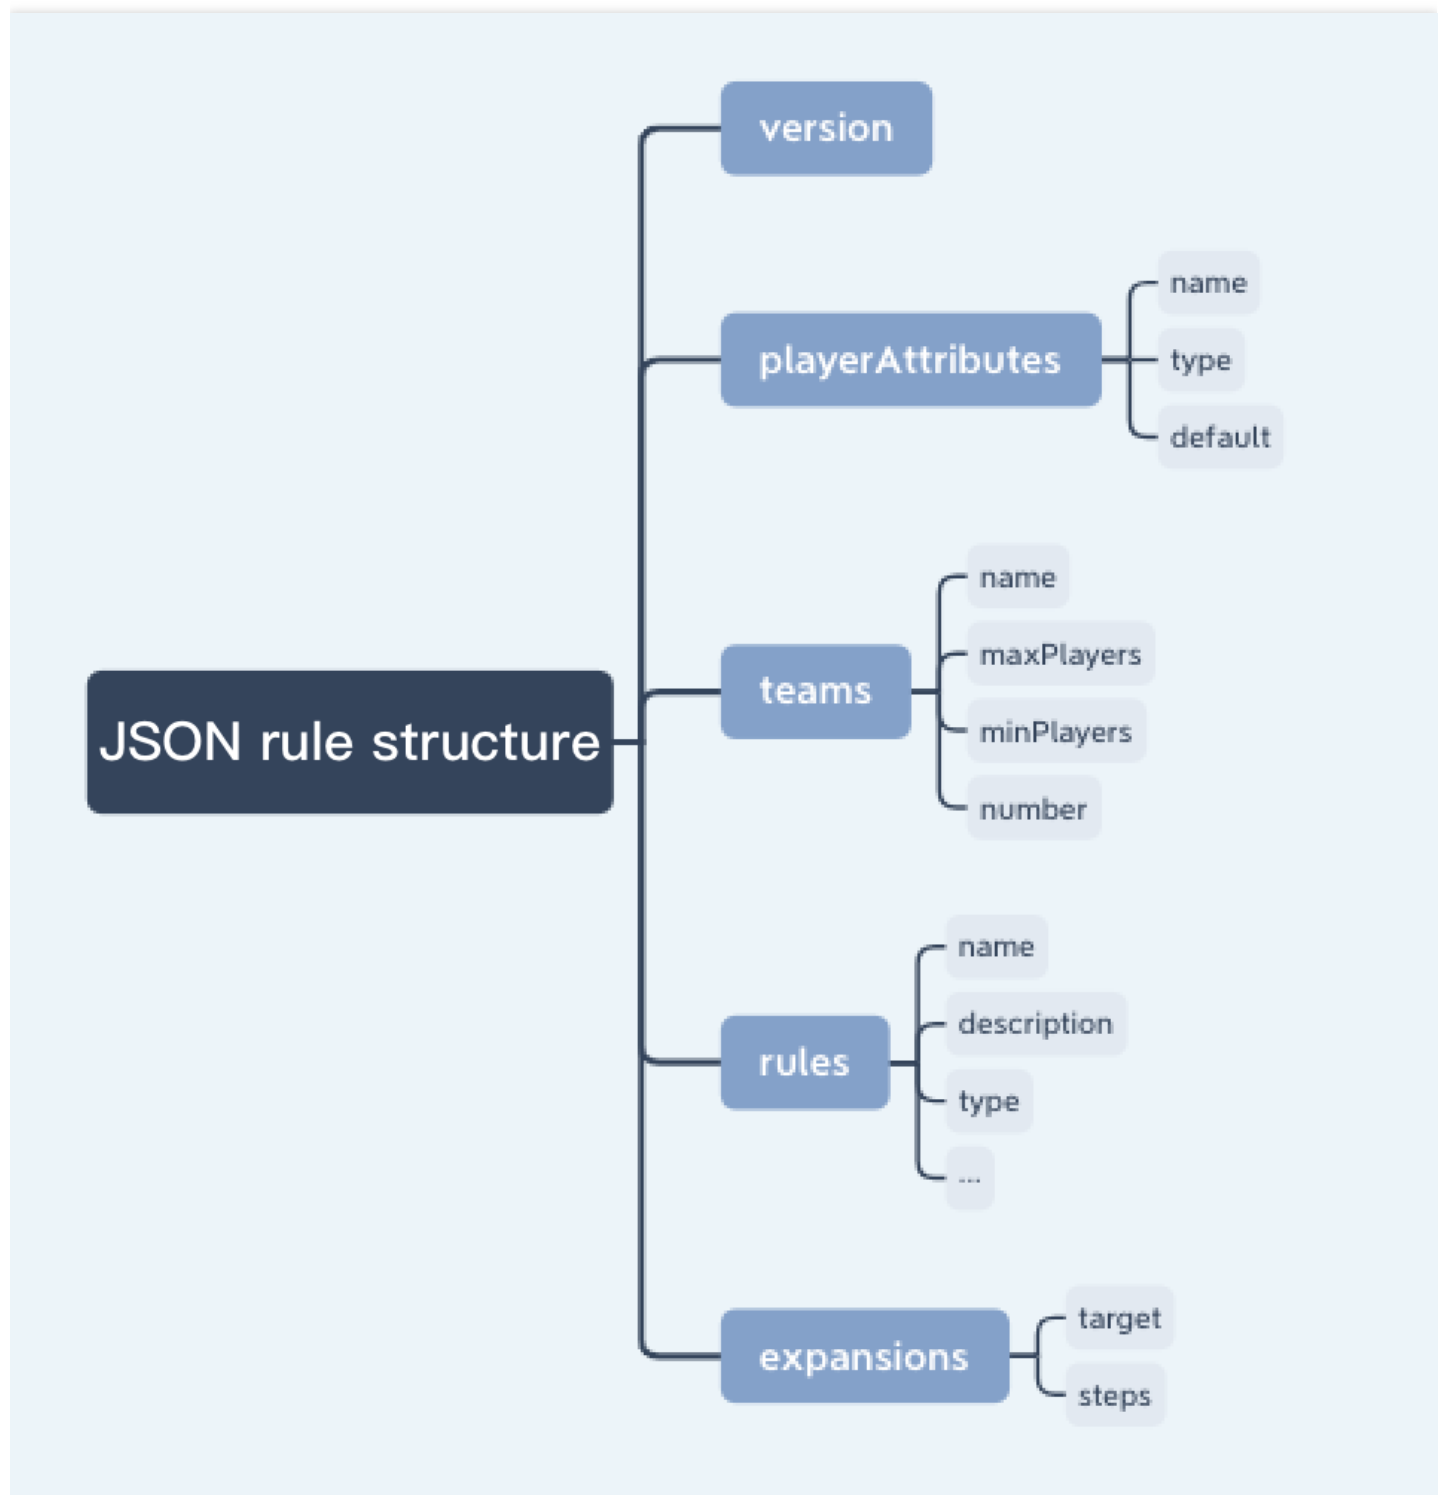 JSON rule structure
version
playerAttributes
name
type
default
teams
name
maxPlayers
minPlayers
number
rules
name
description
type
...
expansions
target
steps